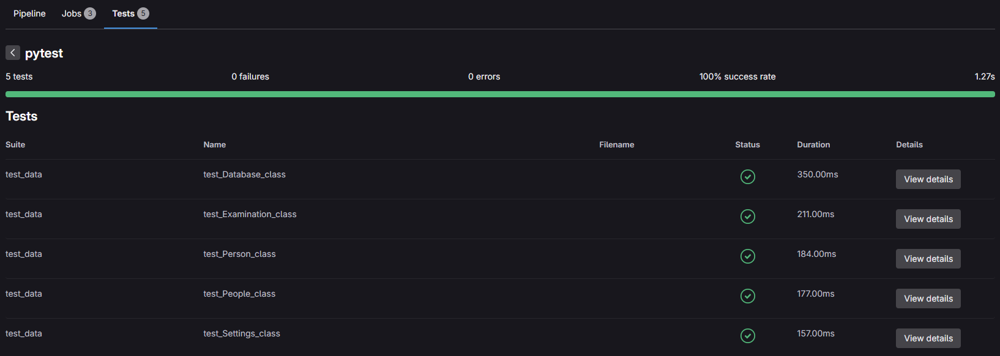 Pipeline Jobs 3 Tests 5
pytest
5 tests 0 failures 0 errors 100% success rate 1.27s
Tests
Suite Name Filename Status Duration Details
test_data test_Database_class 350.00ms View details
test_data test_Examination_class 211.00ms View details
test_data test_Person_class 184.00ms View details
test_data test_People_class 177.00ms View details
test_data test_Settings_class 157.00ms View details